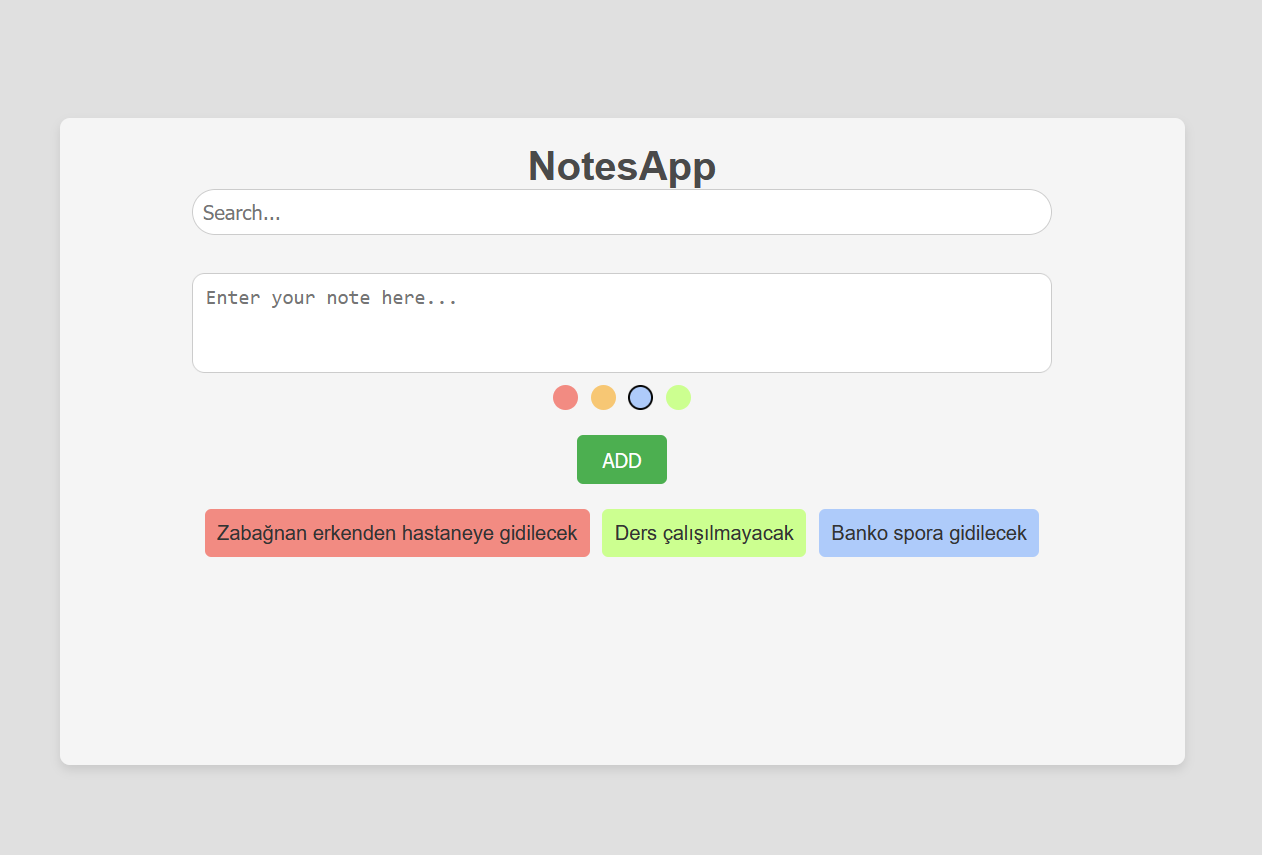 NotesApp
Search...
Enter your note here...
ADD
Zabağnan erkenden hastaneye gidilecek
Ders çalışılmayacak
Banko spora gidilecek